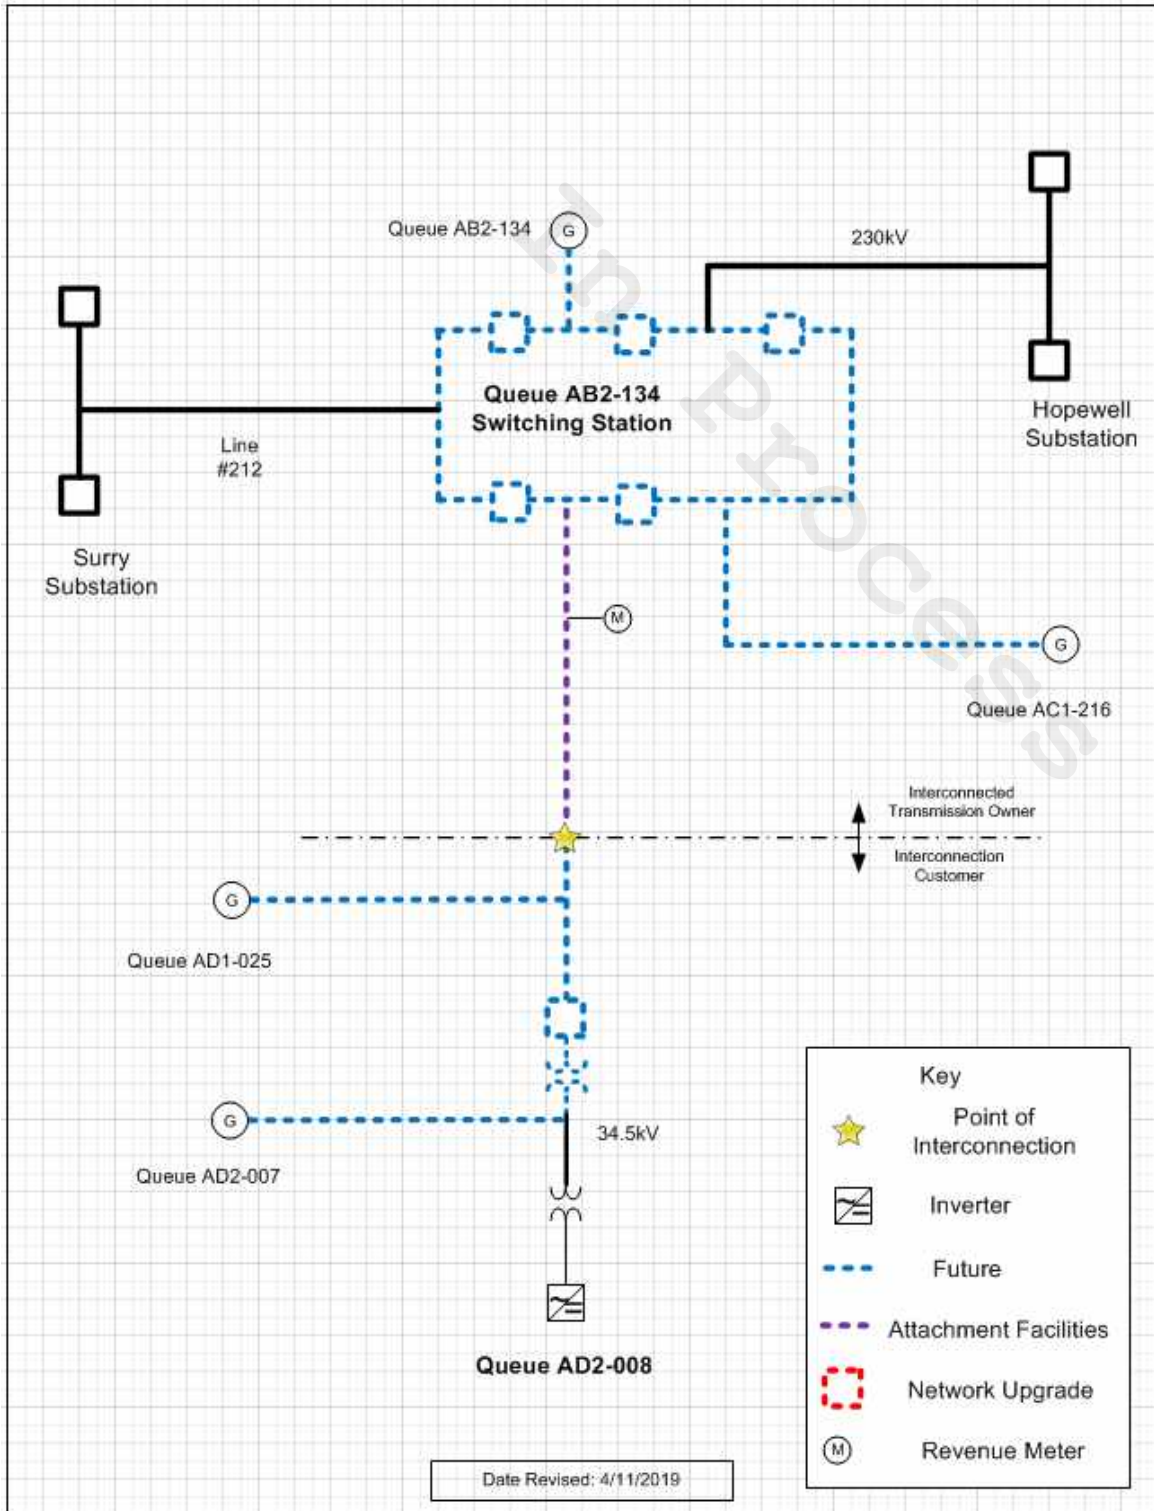 In Process
Queue AB2-134
G
230kV
Queue AB2-134
Switching Station
Hopewell
Substation
Line
#212
Surry
Substation
M
G
Queue AC1-216
Interconnected
Transmission Owner
Interconnection
Customer
G
Queue AD1-025
G
34.5kV
Queue AD2-007
Queue AD2-008
Key
Point of
Interconnection
Inverter
Future
Attachment Facilities
Network Upgrade
M
Revenue Meter
Date Revised: 4/11/2019